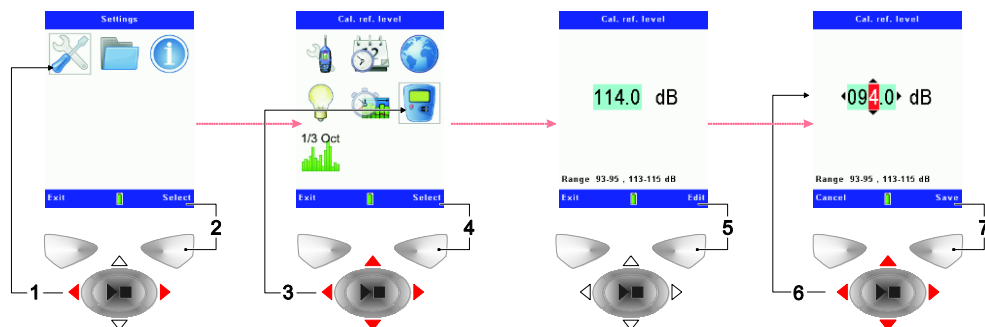 Settings
Exit
Select
2
1
Cal. ref. level
1/3 Oct
Exit
Select
4
3
Cal. ref. level
114.0 dB
Range 93-95 , 113-115 dB
Exit
Edit
5
Cal. ref. level
094.0 dB
Range 93-95 , 113-115 dB
Cancel
Save
7
6